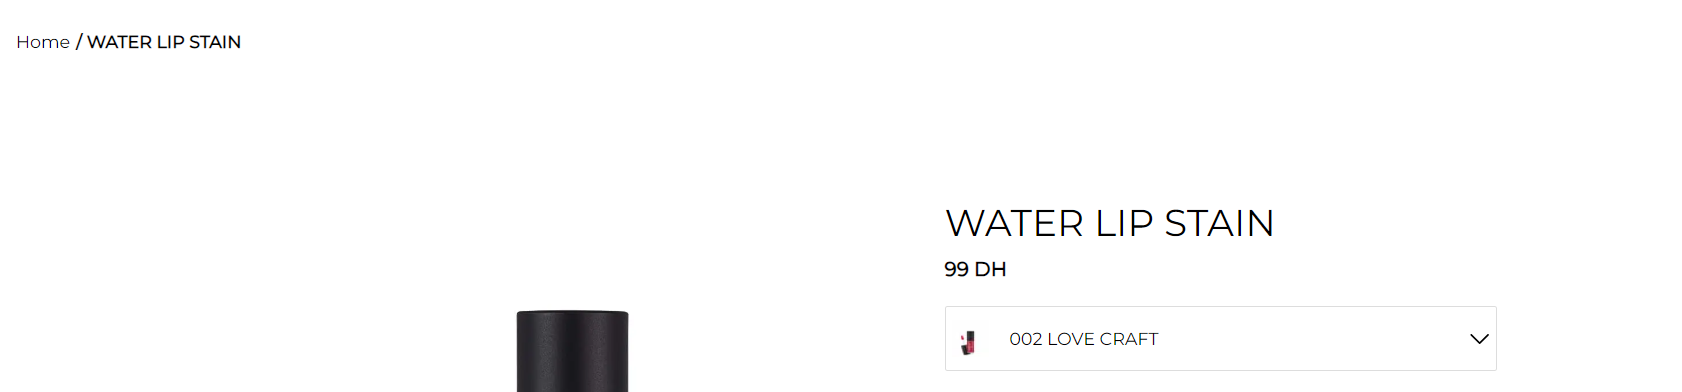 Home / WATER LIP STAIN
WATER LIP STAIN
99 DH
002 LOVE CRAFT